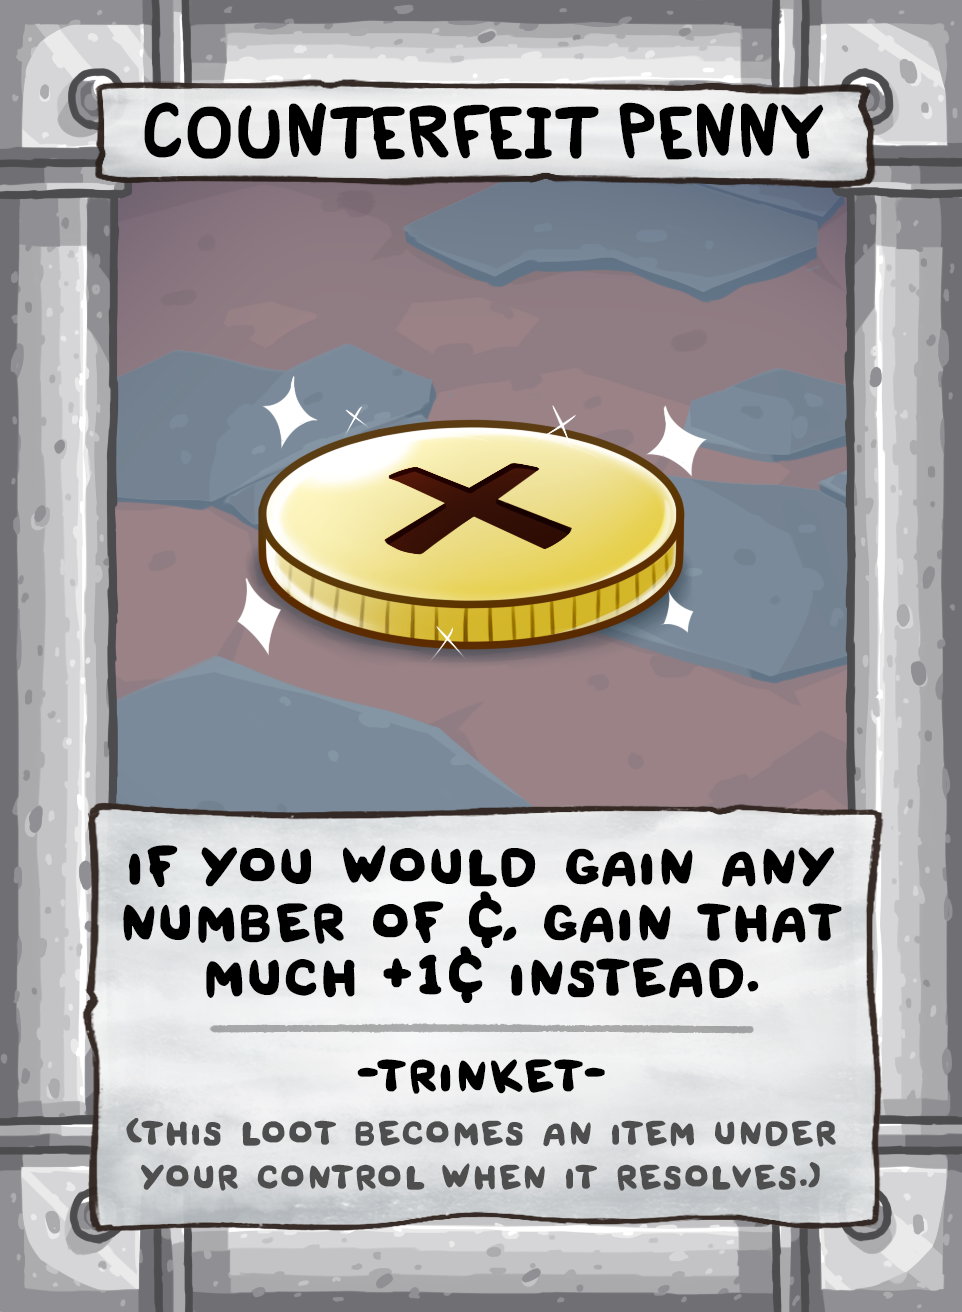 COUNTERFEIT PENNY
IF YOU WOULD GAIN ANY
NUMBER OF ¢, GAIN THAT
MUCH +1¢ INSTEAD.
-TRINKET-
(THIS LOOT BECOMES AN ITEM UNDER
YOUR CONTROL WHEN IT RESOLVES.)